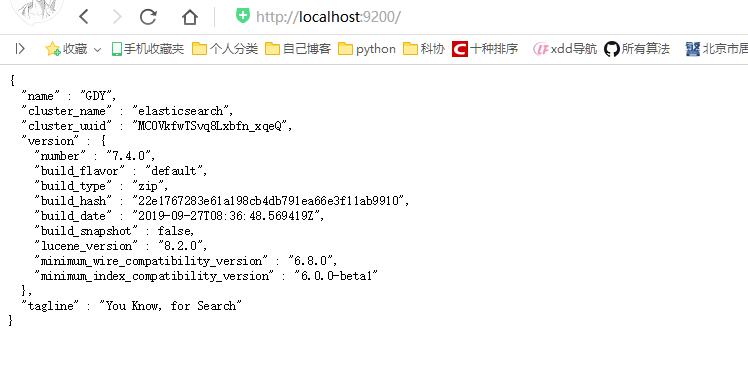 http://localhost:9200/
收藏 手机收藏夹 个人分类 自己博客 python 科协 C 十种排序 LF xdd导航 所有算法 北京市居
{
"name" : "GDY",
"cluster_name" : "elasticsearch",
"cluster_uuid" : "MCOVkfwTSvq8Lxbfn_xqeQ",
"version" : {
"number" : "7.4.0",
"build_flavor" : "default",
"build_type" : "zip",
"build_hash" : "22e1767283e61a198cb4db791ea66e3f11ab9910",
"build_date" : "2019-09-27T08:36:48.569419Z",
"build_snapshot" : false,
"lucene_version" : "8.2.0",
"minimum_wire_compatibility_version" : "6.8.0",
"minimum_index_compatibility_version" : "6.0.0-beta1"
},
"tagline" : "You Know, for Search"
}